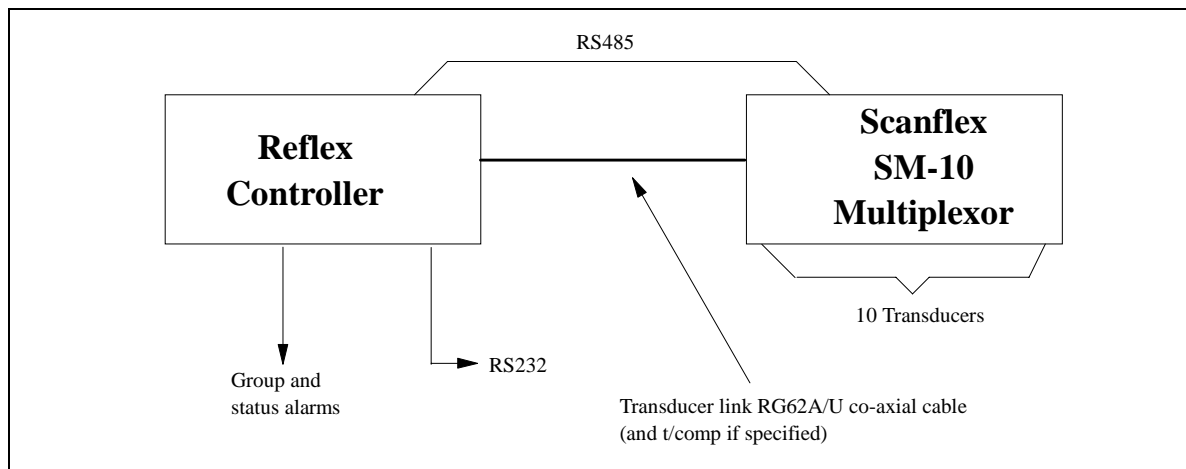 RS485
Reflex
Controller
Scanflex
SM-10
Multiplexor
10 Transducers
RS232
Group and
status alarms
Transducer link RG62A/U co-axial cable
(and t/comp if specified)